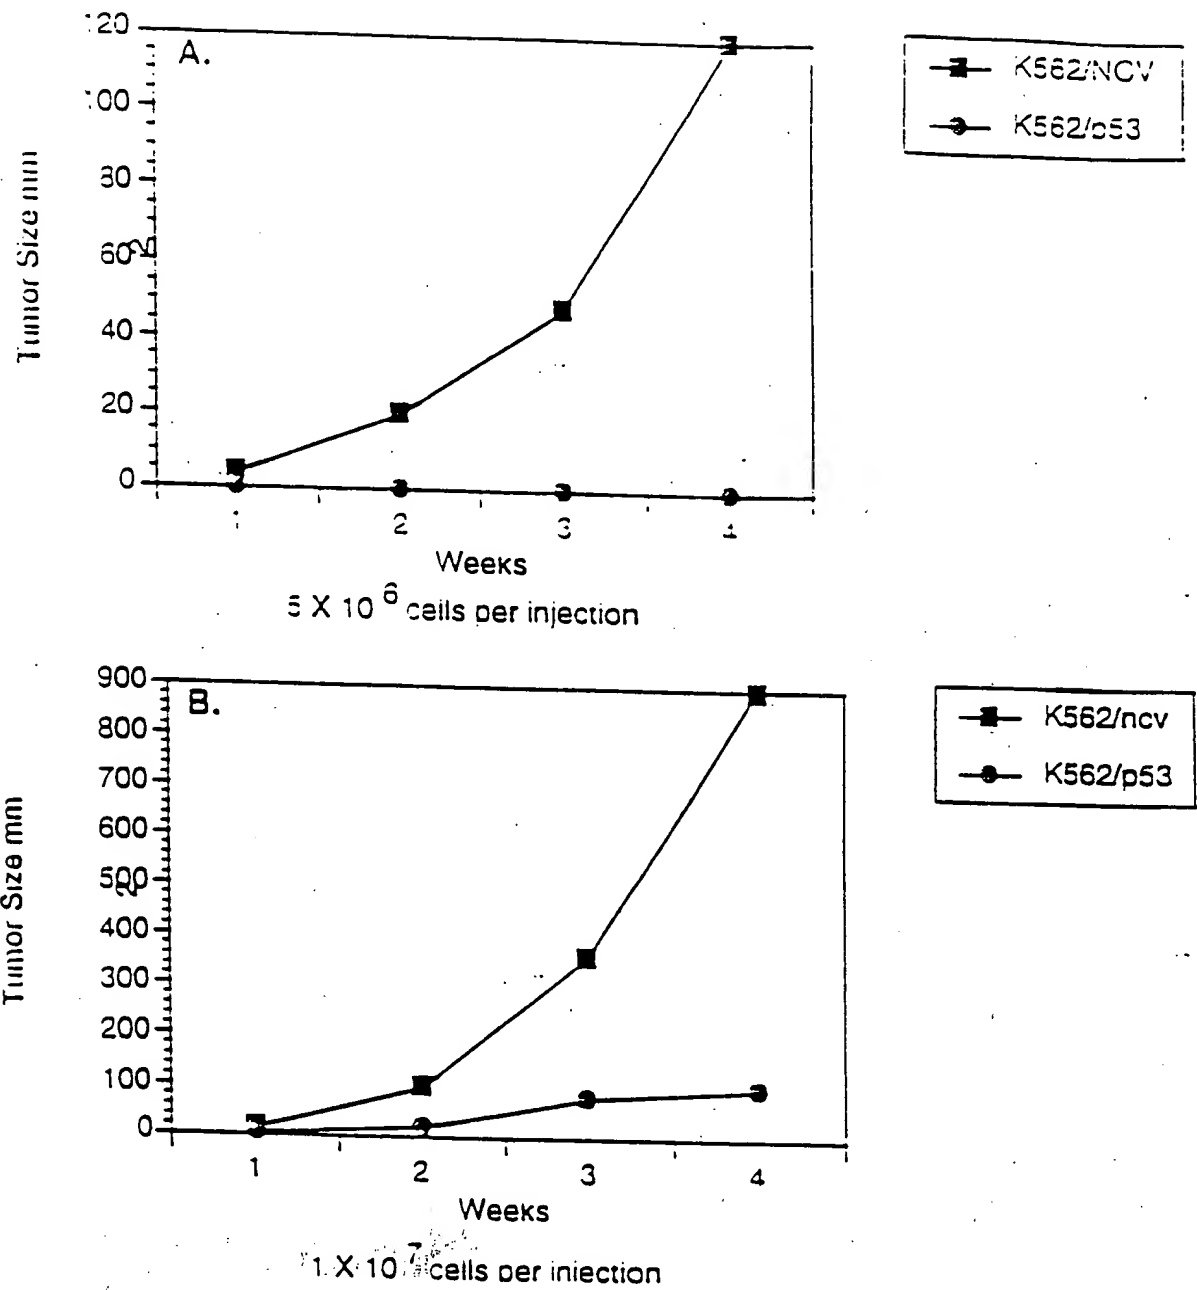 120
A.
100
80
60
40
20
0
Tumor Size mm
2
1 2 3 4
Weeks
5 X 10 6 cells per injection
K562/NCV
K562/p53
900
B.
800
700
600
500
400
300
200
100
0
Tumor Size mm
2
1 2 3 4
Weeks
1 X 10 7 cells per injection
K562/ncv
K562/p53